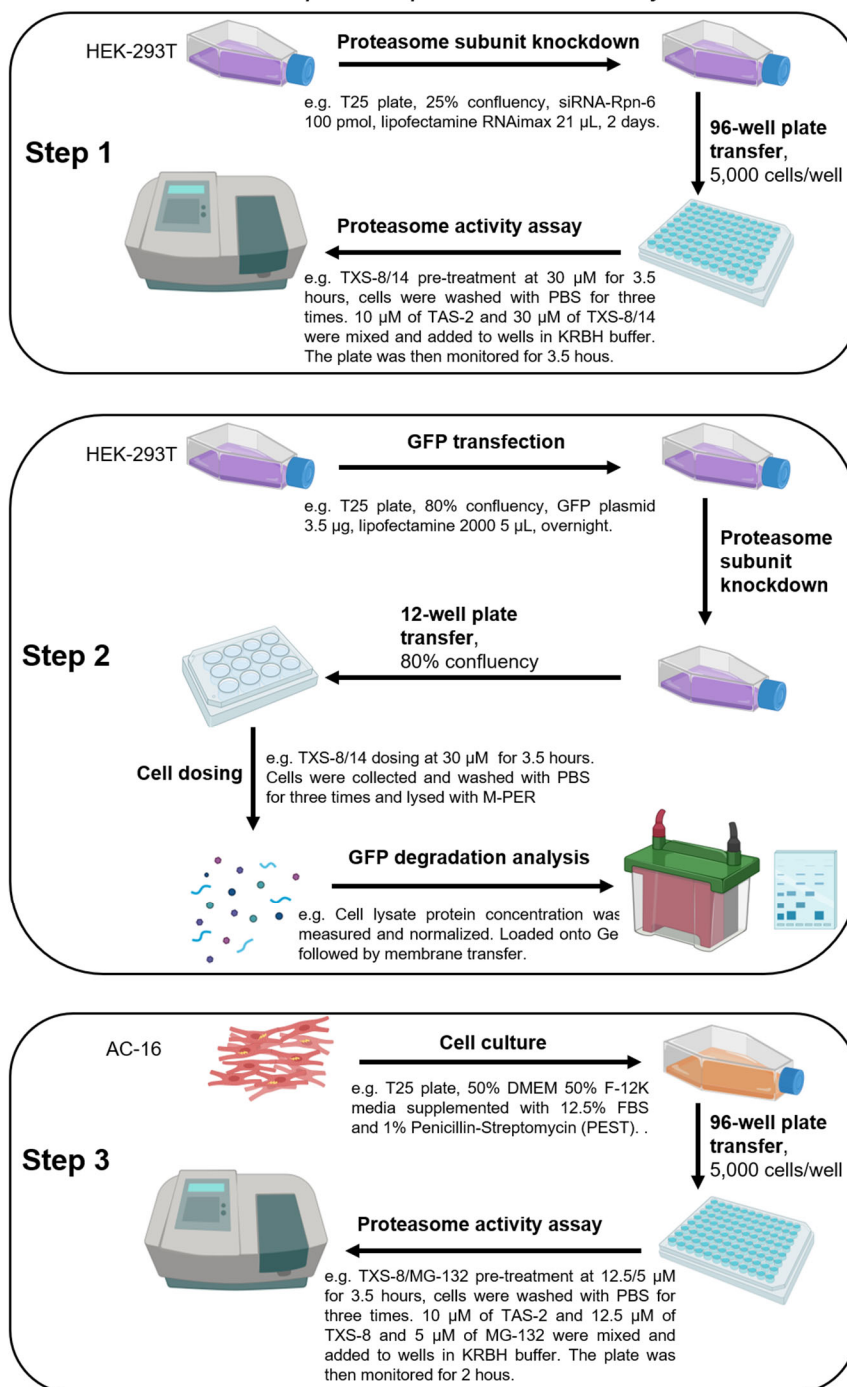 HEK-293T
Proteasome subunit knockdown
e.g. T25 plate, 25% confluency, siRNA-Rpn-6
100 pmol, lipofectamine RNAimax 21 µL, 2 days.
96-well plate
transfer,
5,000 cells/well
Step 1
Proteasome activity assay
e.g. TXS-8/14 pre-treatment at 30 µM for 3.5
hours, cells were washed with PBS for three
times. 10 µM of TAS-2 and 30 µM of TXS-8/14
were mixed and added to wells in KRBH buffer.
The plate was then monitored for 3.5 hous.
HEK-293T
GFP transfection
e.g. T25 plate, 80% confluency, GFP plasmid
3.5 µg, lipofectamine 2000 5 µL, overnight.
Proteasome
subunit
knockdown
12-well plate
transfer,
80% confluency
Step 2
Cell dosing
e.g. TXS-8/14 dosing at 30 µM for 3.5 hours.
Cells were collected and washed with PBS
for three times and lysed with M-PER
GFP degradation analysis
e.g. Cell lysate protein concentration was
measured and normalized. Loaded onto Ge
followed by membrane transfer.
AC-16
Cell culture
e.g. T25 plate, 50% DMEM 50% F-12K
media supplemented with 12.5% FBS
and 1% Penicillin-Streptomycin (PEST). .
96-well plate
transfer,
5,000 cells/well
Step 3
Proteasome activity assay
e.g. TXS-8/MG-132 pre-treatment at 12.5/5 µM
for 3.5 hours, cells were washed with PBS for
three times. 10 µM of TAS-2 and 12.5 µM of
TXS-8 and 5 µM of MG-132 were mixed and
added to wells in KRBH buffer. The plate was
then monitored for 2 hous.